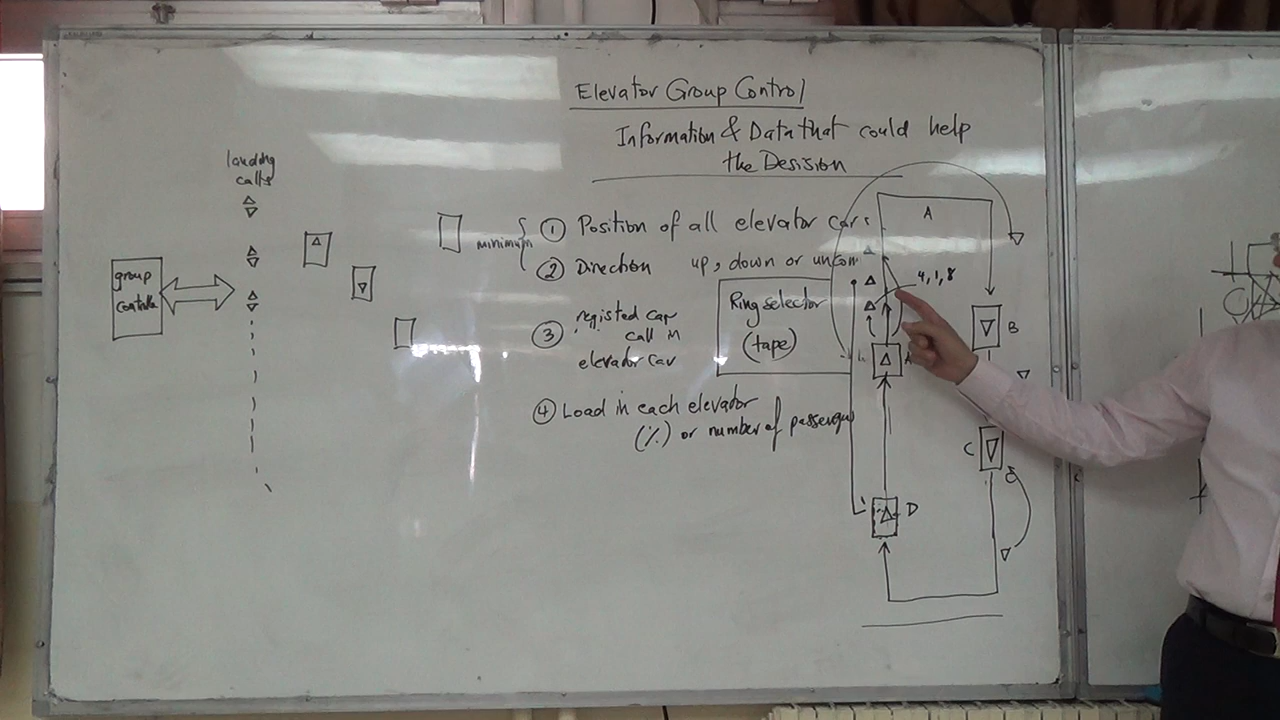 Elevator Group Control
Information & Data that could help
the Desision
landing
calls
group
minimum
① Position of all elevator cars
② Direction up, down or uncom
③ registed car
call in
elevator car
④ Load in each elevator
(%) or number of passenger
Ring selector
(tape)
A
4, 1, 8
B
A
C
D